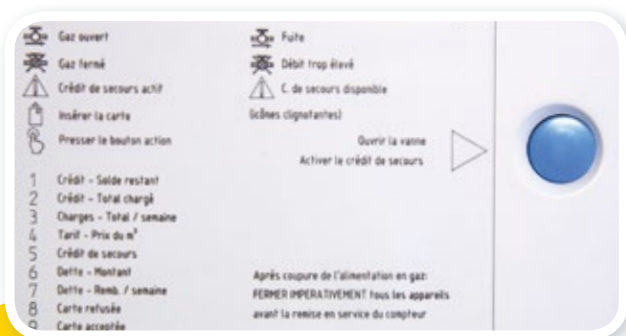 Gaz ouvert
Gaz fermé
Crédit de secours actif
Insérer la carte
Presser le bouton action
Fuite
Débit trop élevé
C. de secours disponible
(icônes clignotantes)
Ouvrir la vanne
Activer le crédit de secours
1 Crédit - Solde restant
2 Crédit - Total chargé
3 Charges - Total / semaine
4 Tarif - Prix du m³
5 Crédit de secours
6 Dette - Montant
7 Dette - Remb. / semaine
8 Carte refusée
9 Carte acceptée
Après coupure de l'alimentation en gaz:
FERMER IMPERATIVEMENT tous les appareils
avant la remise en service du compteur